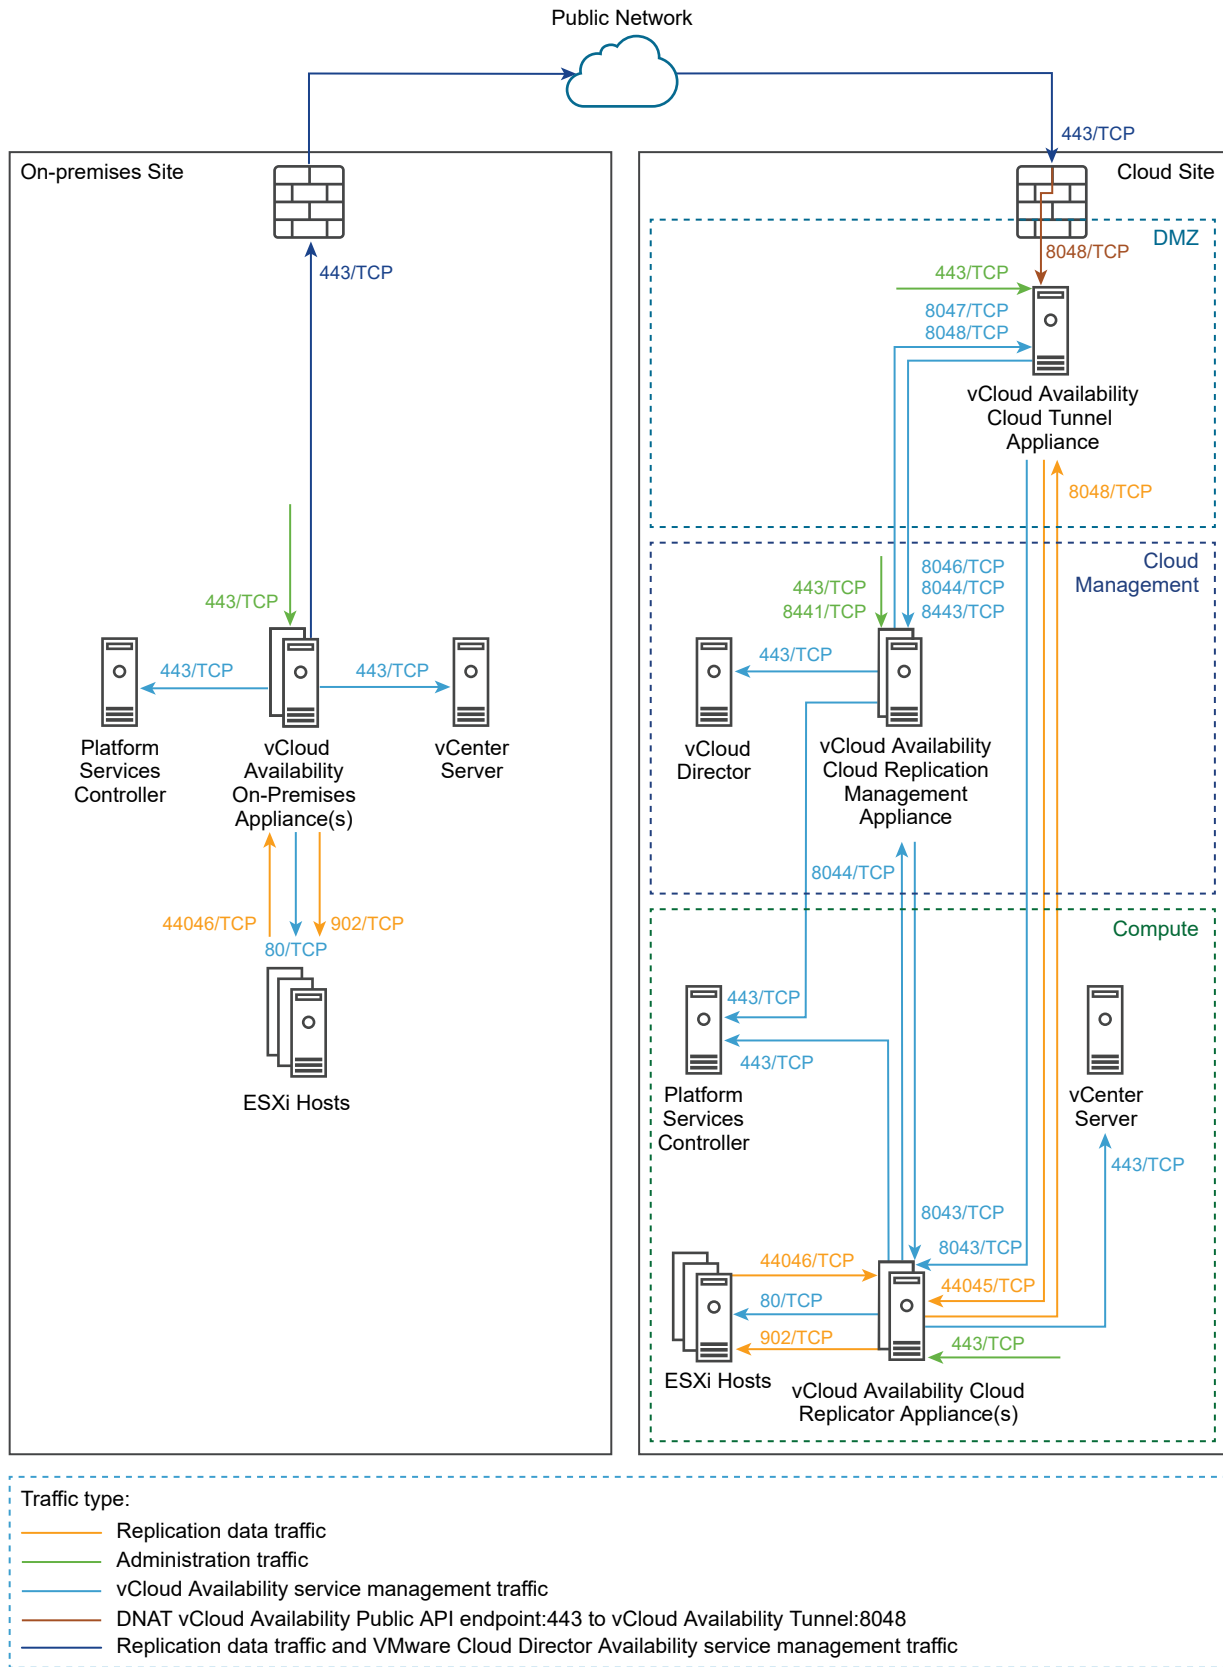 Public Network
443/TCP
On-premises Site
Cloud Site
DMZ
443/TCP
8048/TCP
443/TCP
8047/TCP
8048/TCP
vCloud Availability
Cloud Tunnel
Appliance
8048/TCP
Cloud
Management
443/TCP
8046/TCP
443/TCP
8044/TCP
8441/TCP
8443/TCP
443/TCP
443/TCP
443/TCP
Platform
Services
Controller
vCloud
Availability
On-Premises
Appliance(s)
vCenter
Server
vCloud
Director
vCloud Availability
Cloud Replication
Management
Appliance
8044/TCP
44046/TCP
902/TCP
80/TCP
Compute
443/TCP
443/TCP
ESXi Hosts
Platform
Services
Controller
vCenter
Server
443/TCP
8043/TCP
8043/TCP
44046/TCP
44045/TCP
80/TCP
902/TCP
443/TCP
ESXi Hosts
vCloud Availability Cloud
Replicator Appliance(s)
Traffic type:
Replication data traffic
Administration traffic
vCloud Availability service management traffic
DNAT vCloud Availability Public API endpoint:443 to vCloud Availability Tunnel:8048
Replication data traffic and VMware Cloud Director Availability service management traffic